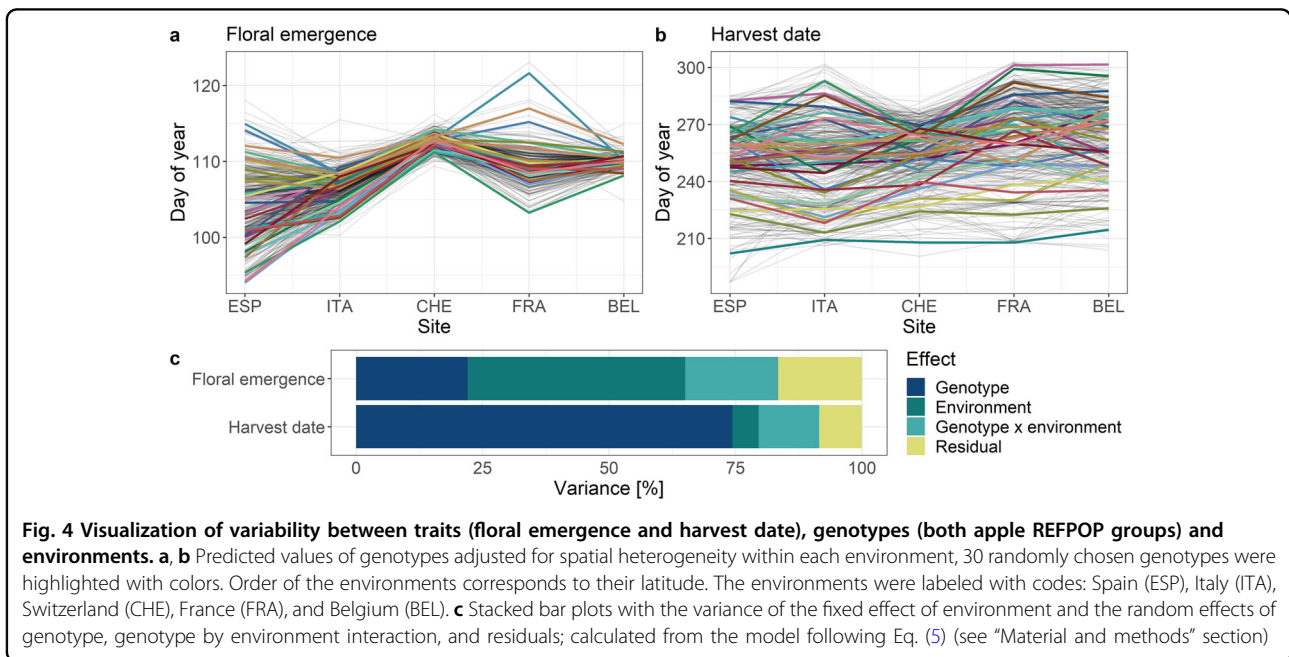 a Floral emergence
120
110
100
Day of year
ESP ITA CHE FRA BEL
Site
b Harvest date
300
270
240
210
Day of year
ESP ITA CHE FRA BEL
Site
c
Floral emergence
Harvest date
0 25 50 75 100
Variance [%]
Effect
Genotype
Environment
Genotype x environment
Residual
Fig. 4 Visualization of variability between traits (floral emergence and harvest date), genotypes (both apple REFPOP groups) and
environments. a, b Predicted values of genotypes adjusted for spatial heterogeneity within each environment, 30 randomly chosen genotypes were
highlighted with colors. Order of the environments corresponds to their latitude. The environments were labeled with codes: Spain (ESP), Italy (ITA),
Switzerland (CHE), France (FRA), and Belgium (BEL). c Stacked bar plots with the variance of the fixed effect of environment and the random effects of
genotype, genotype by environment interaction, and residuals; calculated from the model following Eq. (5) (see “Material and methods” section)